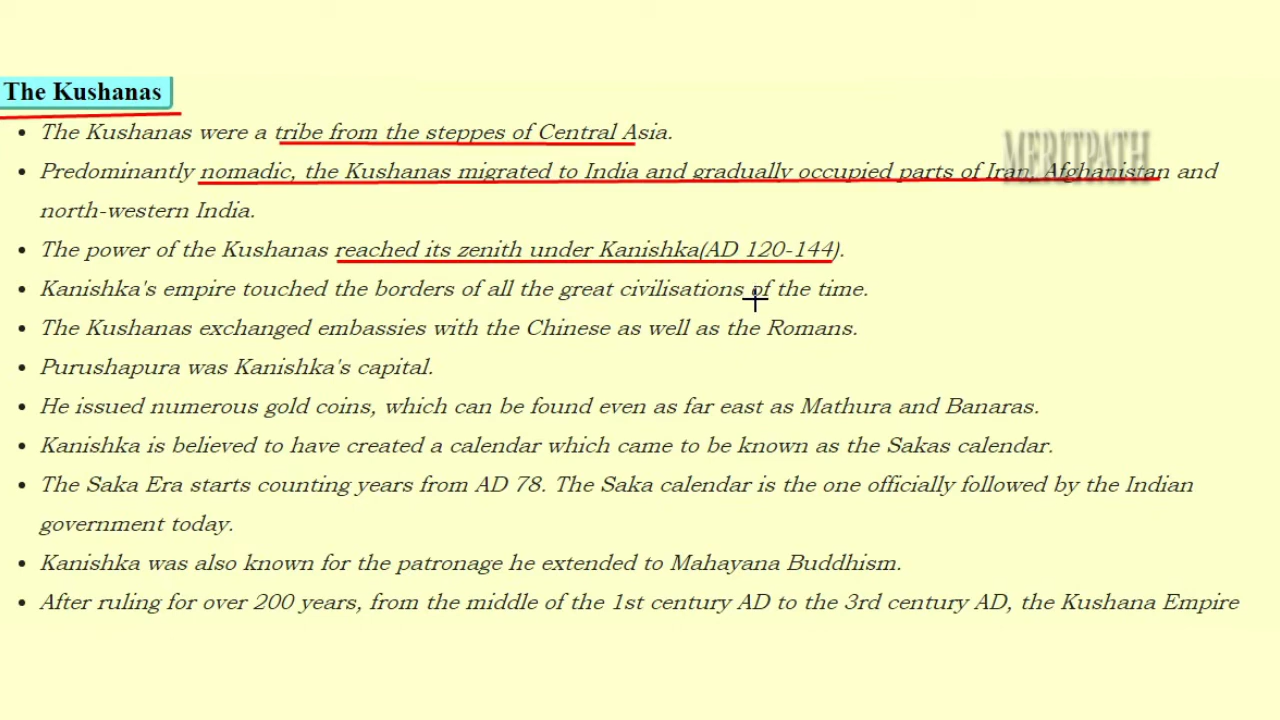 The Kushanas
• The Kushanas were a tribe from the steppes of Central Asia.
MERITPATH
• Predominantly nomadic, the Kushanas migrated to India and gradually occupied parts of Iran, Afghanistan and
north-western India.
• The power of the Kushanas reached its zenith under Kanishka(AD 120-144).
• Kanishka's empire touched the borders of all the great civilisations of the time.
• The Kushanas exchanged embassies with the Chinese as well as the Romans.
• Purushapura was Kanishka's capital.
• He issued numerous gold coins, which can be found even as far east as Mathura and Banaras.
• Kanishka is believed to have created a calendar which came to be known as the Sakas calendar.
• The Saka Era starts counting years from AD 78. The Saka calendar is the one officially followed by the Indian
government today.
• Kanishka was also known for the patronage he extended to Mahayana Buddhism.
• After ruling for over 200 years, from the middle of the 1st century AD to the 3rd century AD, the Kushana Empire